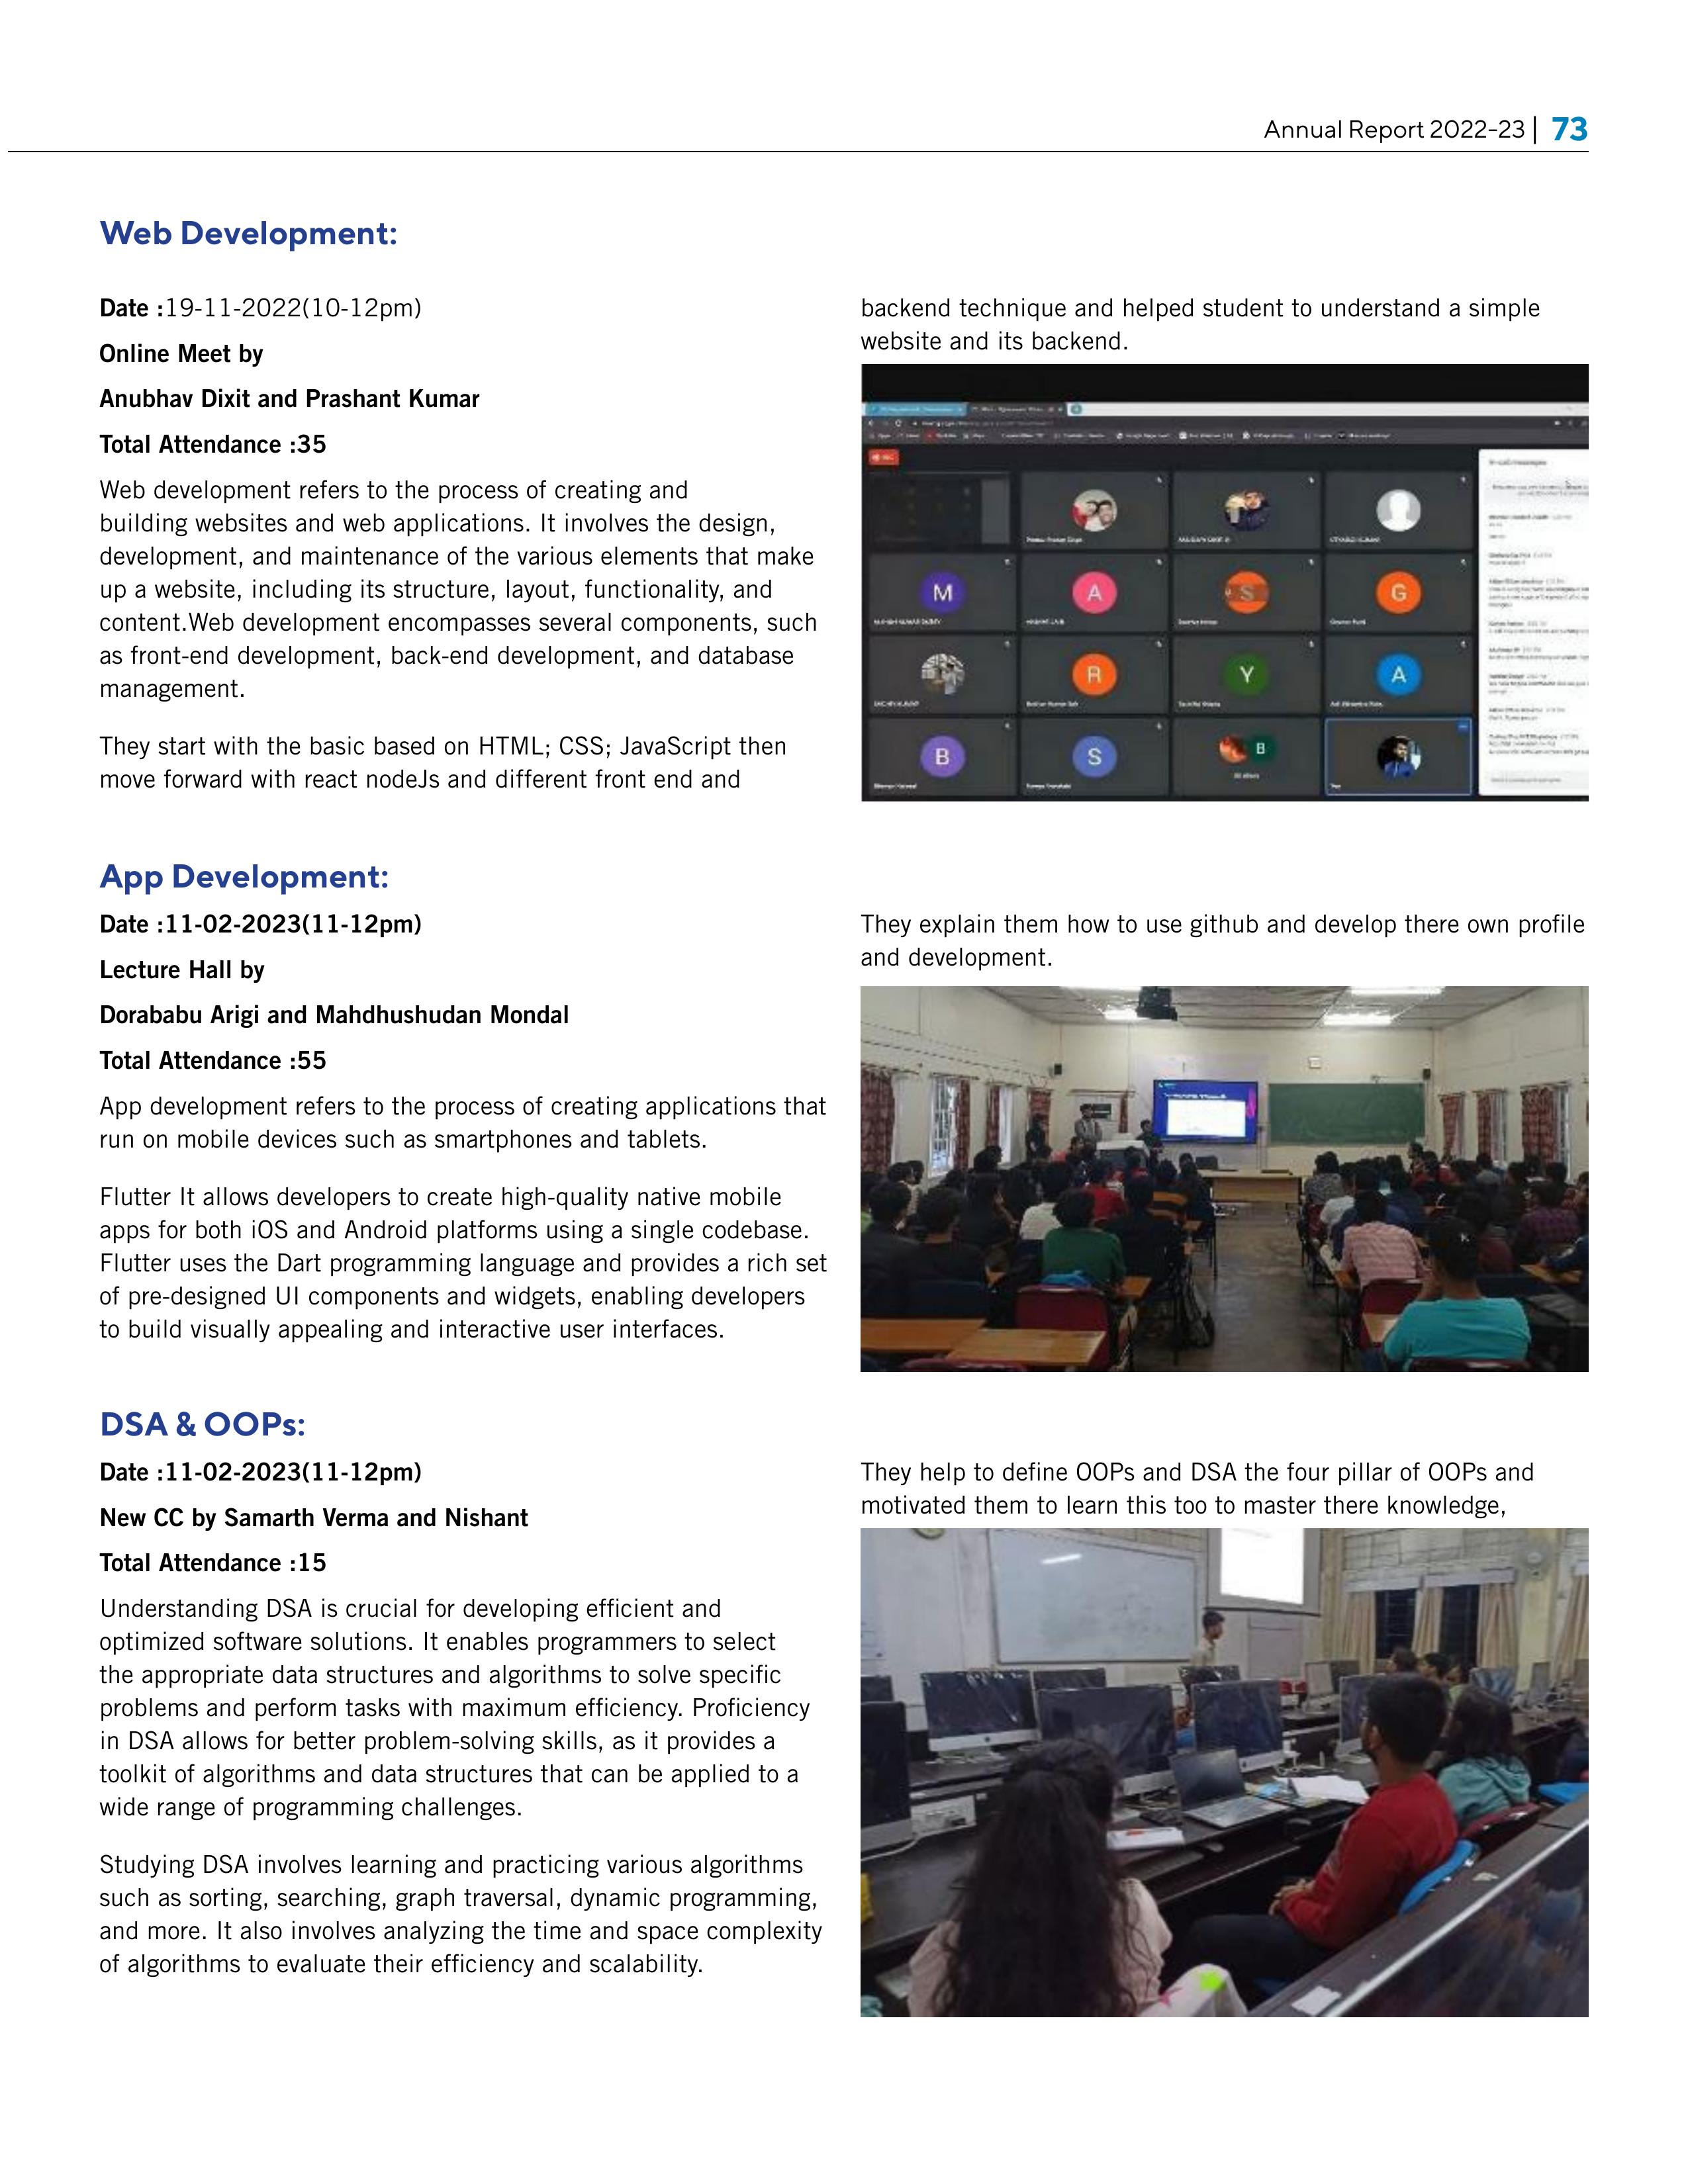 Annual Report 2022-23 | 73
Web Development:
Date :19-11-2022(10-12pm)
Online Meet by
Anubhav Dixit and Prashant Kumar
Total Attendance :35
Web development refers to the process of creating and
building websites and web applications. It involves the design,
development, and maintenance of the various elements that make
up a website, including its structure, layout, functionality, and
content.Web development encompasses several components, such
as front-end development, back-end development, and database
management.
They start with the basic based on HTML; CSS; JavaScript then
move forward with react nodeJs and different front end and
backend technique and helped student to understand a simple
website and its backend.
M
A
S
G
R
Y
A
B
S
B
App Development:
Date :11-02-2023(11-12pm)
Lecture Hall by
Dorababu Arigi and Mahdhushudan Mondal
Total Attendance :55
App development refers to the process of creating applications that
run on mobile devices such as smartphones and tablets.
Flutter It allows developers to create high-quality native mobile
apps for both iOS and Android platforms using a single codebase.
Flutter uses the Dart programming language and provides a rich set
of pre-designed UI components and widgets, enabling developers
to build visually appealing and interactive user interfaces.
They explain them how to use github and develop there own profile
and development.
DSA & OOPs:
Date :11-02-2023(11-12pm)
New CC by Samarth Verma and Nishant
Total Attendance :15
Understanding DSA is crucial for developing efficient and
optimized software solutions. It enables programmers to select
the appropriate data structures and algorithms to solve specific
problems and perform tasks with maximum efficiency. Proficiency
in DSA allows for better problem-solving skills, as it provides a
toolkit of algorithms and data structures that can be applied to a
wide range of programming challenges.
Studying DSA involves learning and practicing various algorithms
such as sorting, searching, graph traversal, dynamic programming,
and more. It also involves analyzing the time and space complexity
of algorithms to evaluate their efficiency and scalability.
They help to define OOPs and DSA the four pillar of OOPs and
motivated them to learn this too to master there knowledge,